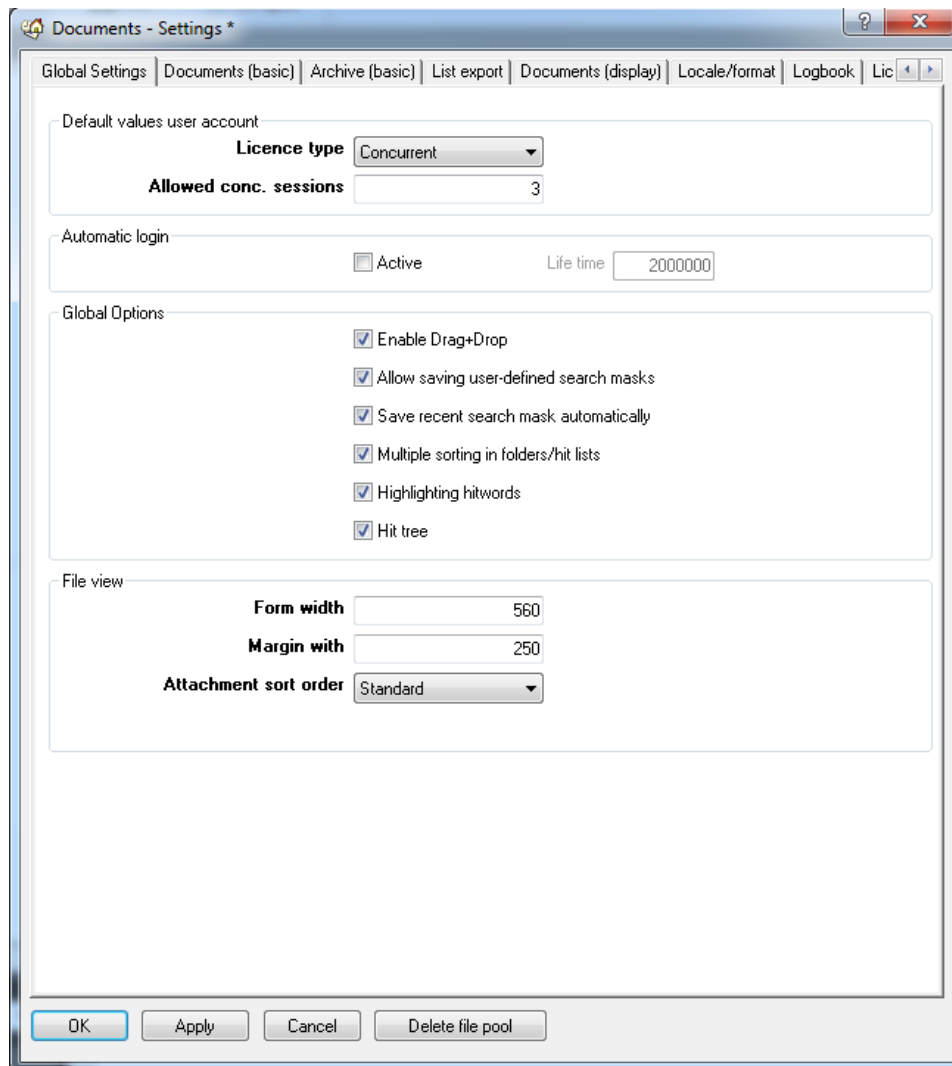 Documents - Settings *
?
Global Settings Documents (basic) Archive (basic) List export Documents (display) Locale/format Logbook Lic
Default values user account
Licence type Concurrent
Allowed conc. sessions 3
Automatic login
Active Life time 2000000
Global Options
Enable Drag+Drop
Allow saving user-defined search masks
Save recent search mask automatically
Multiple sorting in folders/hit lists
Highlighting hitwords
Hit tree
File view
Form width 560
Margin with 250
Attachment sort order Standard
OK Apply Cancel Delete file pool